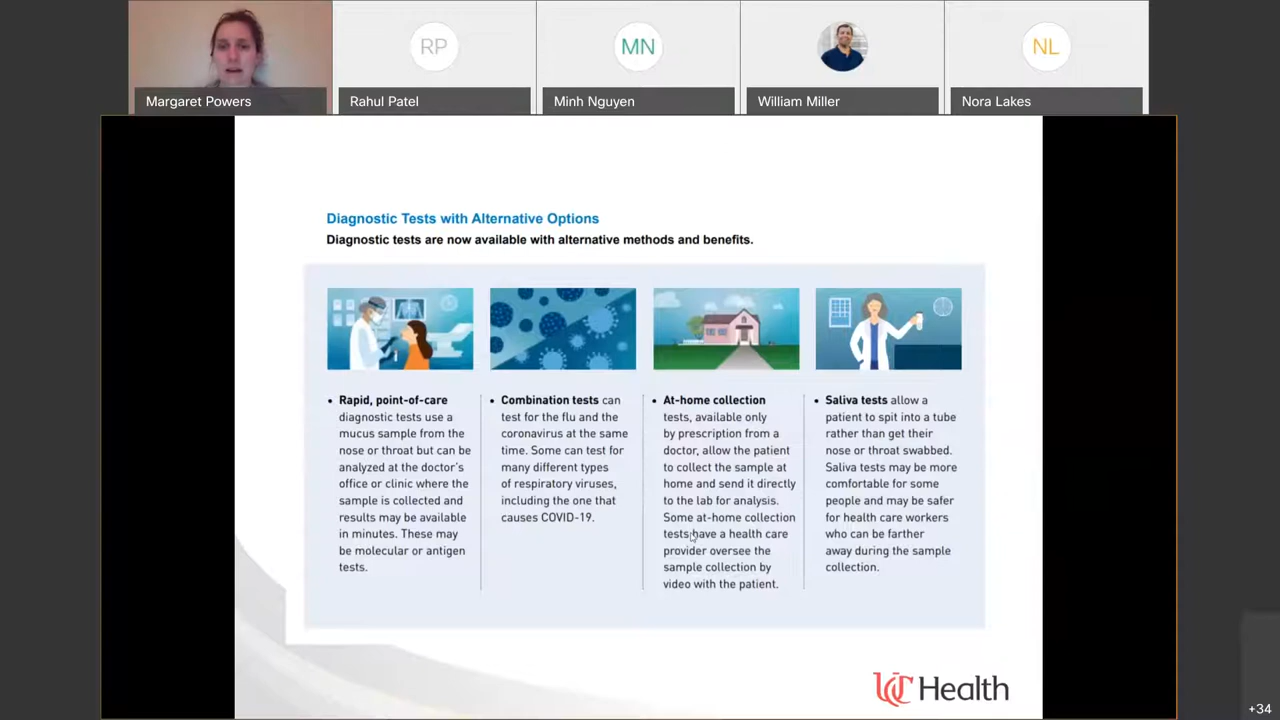 RP
MN
NL
Margaret Powers
Rahul Patel
Minh Nguyen
William Miller
Nora Lakes
Diagnostic Tests with Alternative Options
Diagnostic tests are now available with alternative methods and benefits.
• Rapid, point-of-care
diagnostic tests use a
mucus sample from the
nose or throat but can be
analyzed at the doctor's
office or clinic where the
sample is collected and
results may be available
in minutes. These may
be molecular or antigen
tests.
• Combination tests can
test for the flu and the
coronavirus at the same
time. Some can test for
many different types
of respiratory viruses,
including the one that
causes COVID-19.
• At-home collection
tests, available only
by prescription from a
doctor, allow the patient
to collect the sample at
home and send it directly
to the lab for analysis.
Some at-home collection
tests have a health care
provider oversee the
sample collection by
video with the patient.
• Saliva tests allow a
patient to spit into a tube
rather than get their
nose or throat swabbed.
Saliva tests may be more
comfortable for some
people and may be safer
for health care workers
who can be farther
away during the sample
collection.
UC Health
+34